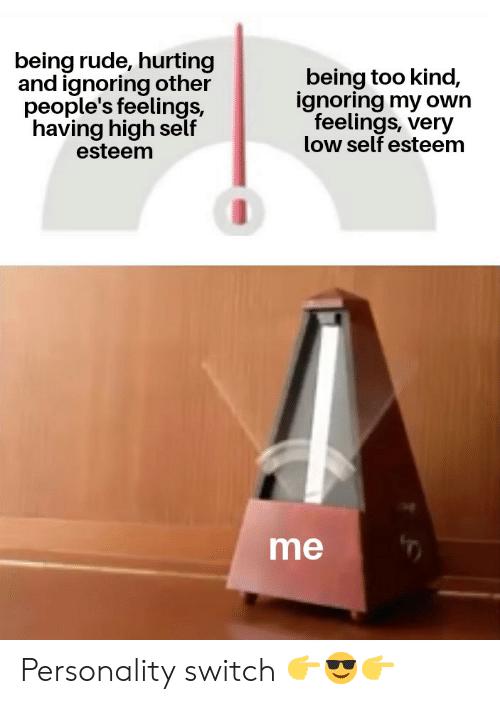 being rude, hurting
and ignoring other
people's feelings,
having high self
esteem
being too kind,
ignoring my own
feelings, very
low self esteem
me
Personality switch 👉😎👉